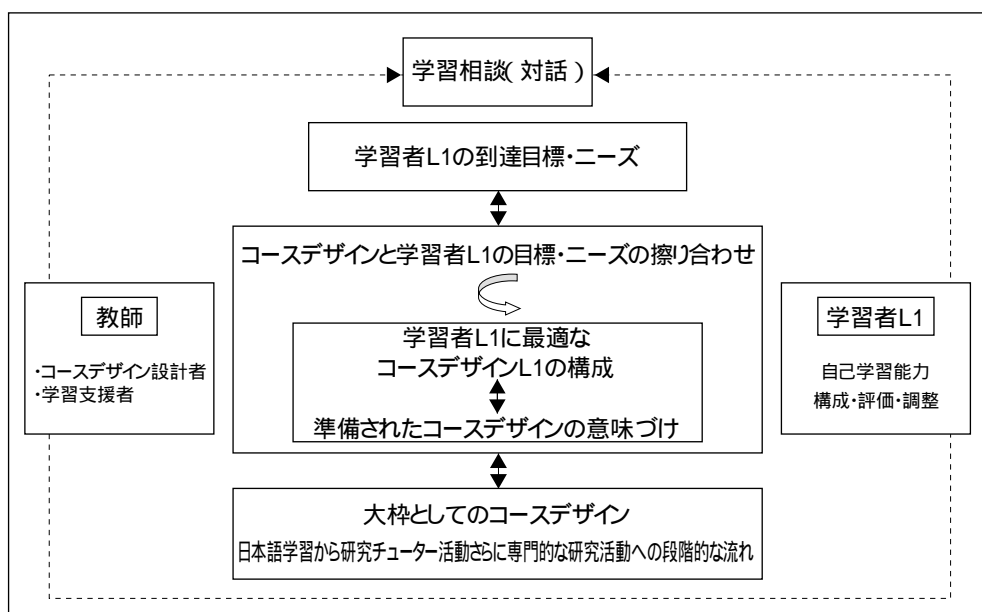 学習相談(対話)
学習者L1の到達目標・ニーズ
コースデザインと学習者L1の目標・ニーズの擦り合わせ
学習者L1に最適な
コースデザインL1の構成
準備されたコースデザインの意味づけ
教師
・コースデザイン設計者
・学習支援者
学習者L1
自己学習能力
構成・評価・調整
大枠としてのコースデザイン
日本語学習から研究チューター活動さらに専門的な研究活動への段階的な流れ